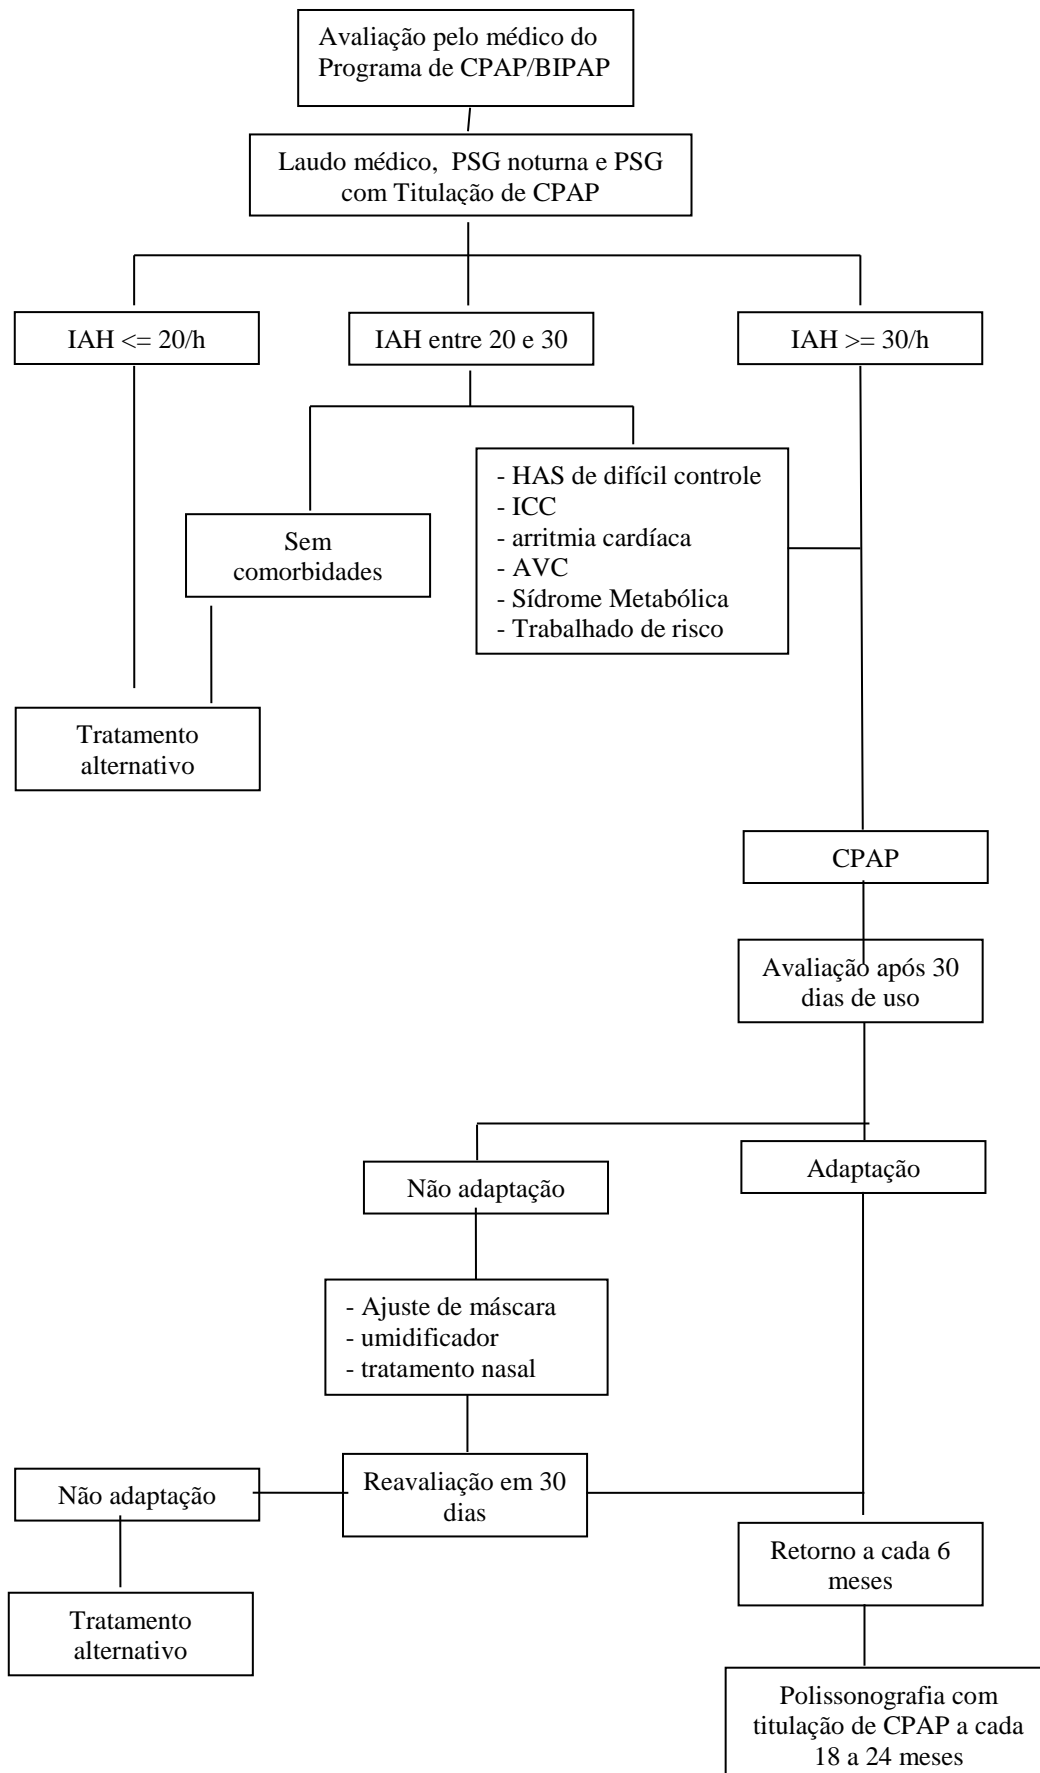 Avaliação pelo médico do
Programa de CPAP/BIPAP
Laudo médico, PSG noturna e PSG
com Titulação de CPAP
IAH <= 20/h
IAH entre 20 e 30
IAH >= 30/h
- HAS de difícil controle
- ICC
- arritmia cardíaca
- AVC
- Sídrome Metabólica
- Trabalhado de risco
Sem
comorbidades
Tratamento
alternativo
CPAP
Avaliação após 30
dias de uso
Não adaptação
Adaptação
- Ajuste de máscara
- umidificador
- tratamento nasal
Não adaptação
Reavaliação em 30
dias
Retorno a cada 6
meses
Tratamento
alternativo
Polissonografia com
titulação de CPAP a cada
18 a 24 meses